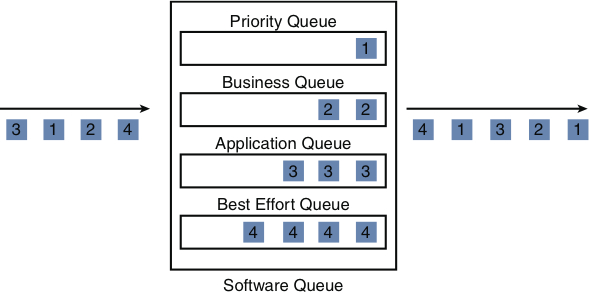 Priority Queue
1
Business Queue
2 2
3 1 2 4
4 1 3 2 1
Application Queue
3 3 3
Best Effort Queue
4 4 4 4
Software Queue